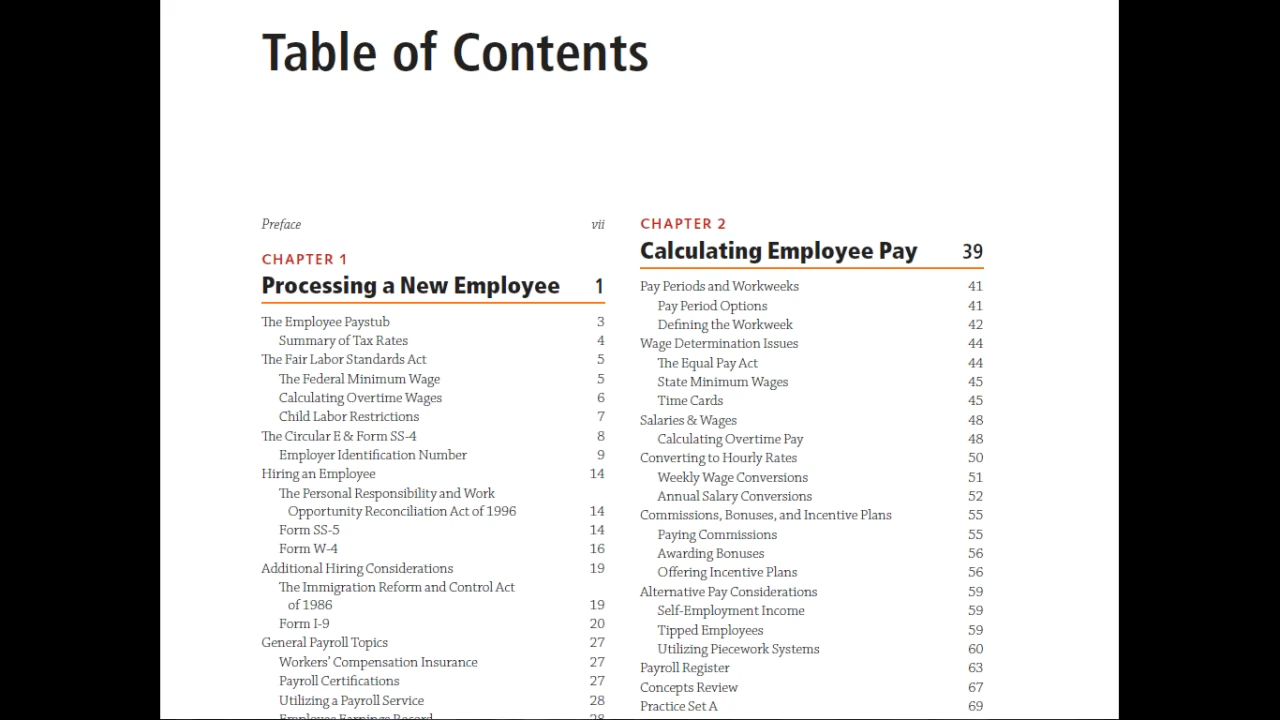 Table of Contents
Preface vii
CHAPTER 1
Processing a New Employee 1
The Employee Paystub 3
Summary of Tax Rates 4
The Fair Labor Standards Act 5
The Federal Minimum Wage 5
Calculating Overtime Wages 6
Child Labor Restrictions 7
The Circular E & Form SS-4 8
Employer Identification Number 9
Hiring an Employee 14
The Personal Responsibility and Work
Opportunity Reconciliation Act of 1996 14
Form SS-5 14
Form W-4 16
Additional Hiring Considerations 19
The Immigration Reform and Control Act
of 1986 19
Form I-9 20
General Payroll Topics 27
Workers' Compensation Insurance 27
Payroll Certifications 27
Utilizing a Payroll Service 28
Employee Earnings Record 28
CHAPTER 2
Calculating Employee Pay 39
Pay Periods and Workweeks 41
Pay Period Options 41
Defining the Workweek 42
Wage Determination Issues 44
The Equal Pay Act 44
State Minimum Wages 45
Time Cards 45
Salaries & Wages 48
Calculating Overtime Pay 48
Converting to Hourly Rates 50
Weekly Wage Conversions 51
Annual Salary Conversions 52
Commissions, Bonuses, and Incentive Plans 55
Paying Commissions 55
Awarding Bonuses 56
Offering Incentive Plans 56
Alternative Pay Considerations 59
Self-Employment Income 59
Tipped Employees 59
Utilizing Piecework Systems 60
Payroll Register 63
Concepts Review 67
Practice Set A 69